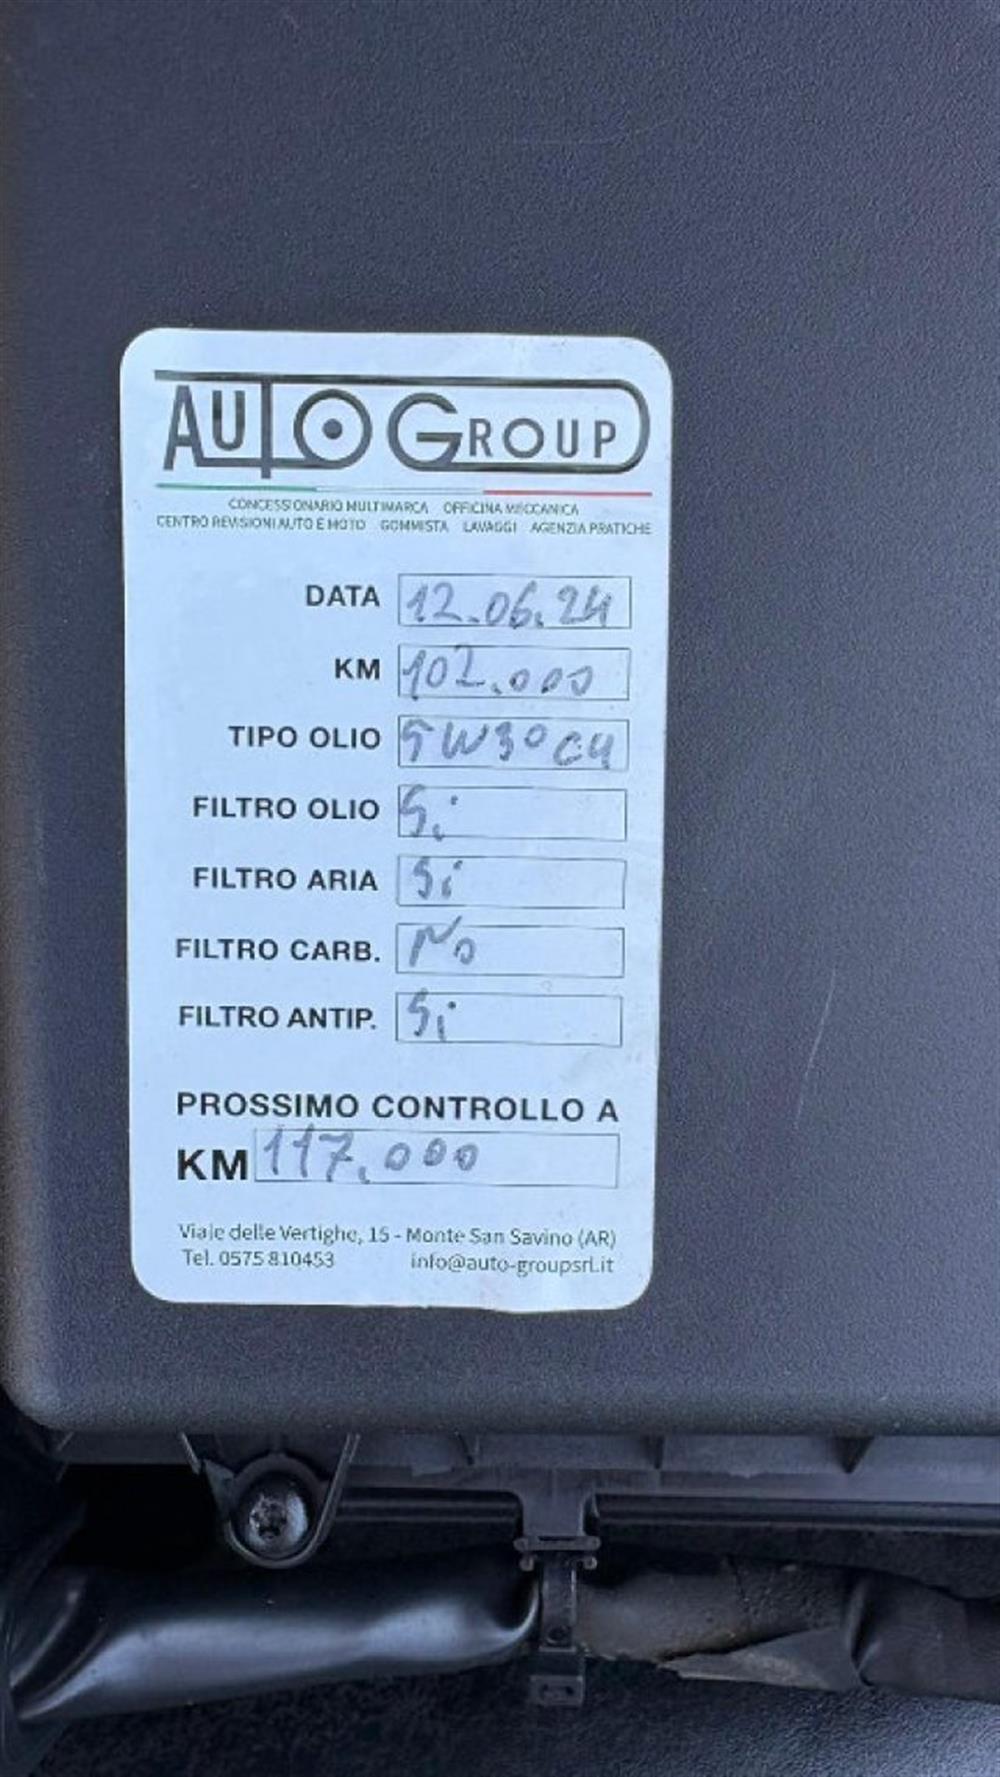 AUTO GROUP
CONCESSIONARIO MULTIMARCA OFFICINA MECCANICA
CENTRO REVISIONI AUTO E MOTO GOMMISTA LAVAGGI AGENZIA PRATICHE
DATA 12.06.24
KM 102.000
TIPO OLIO 5W30 C4
FILTRO OLIO Si
FILTRO ARIA Si
FILTRO CARB. No
FILTRO ANTIP. Si
PROSSIMO CONTROLLO A
KM 117.000
Viale delle Vertighe, 15 - Monte San Savino (AR)
Tel. 0575 810453 info@auto-groupsrl.it